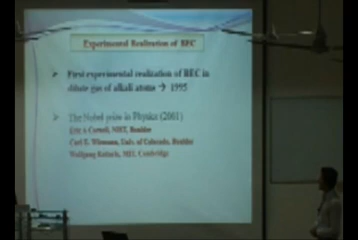 Experimental Realization of BEC
First experimental realization of BEC in
dilute gas of alkali atoms → 1995
The Nobel prize in Physics (2001)
Eric A Cornell, NIST, Boulder
Carl E. Wiemann, Univ. of Colorado, Boulder
Wolfgang Ketterle, MIT, Cambridge